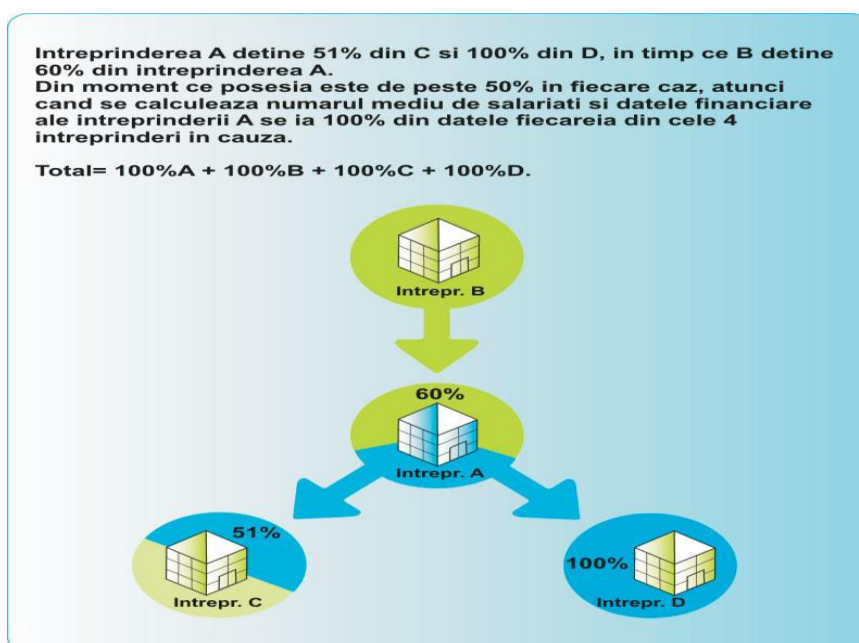 Intreprinderea A detine 51% din C si 100% din D, in timp ce B detine
60% din intreprinderea A.
Din moment ce posesia este de peste 50% in fiecare caz, atunci
cand se calculeaza numarul mediu de salariati si datele financiare
ale intreprinderii A se ia 100% din datele fiecareia din cele 4
intreprinderi in cauza.
Total= 100%A + 100%B + 100%C + 100%D.
Intrepr. B
60%
Intrepr. A
51%
Intrepr. C
100%
Intrepr. D